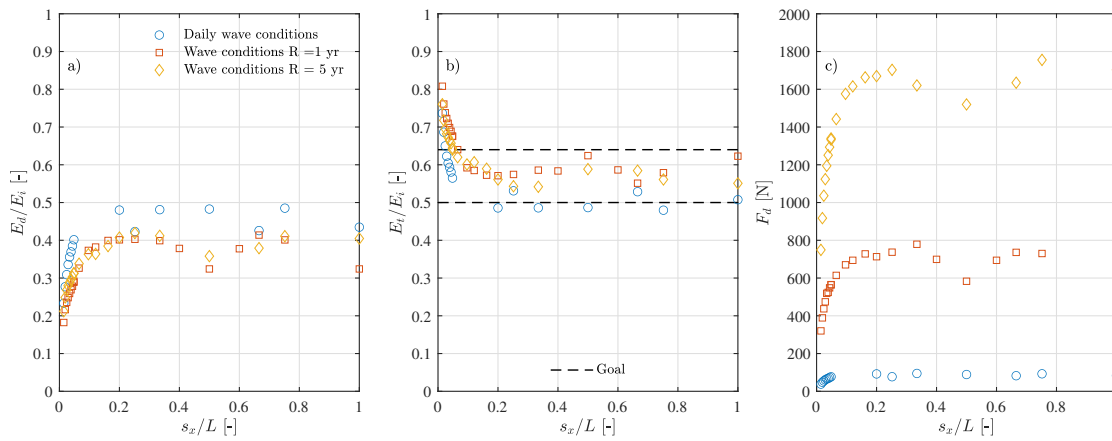 a)
Daily wave conditions
Wave conditions R =1 yr
Wave conditions R = 5 yr
E_d/E_i [-]
1
0.9
0.8
0.7
0.6
0.5
0.4
0.3
0.2
0.1
0
0 0.2 0.4 0.6 0.8 1
s_x/L [-]
b)
E_t/E_i [-]
1
0.9
0.8
0.7
0.6
0.5
0.4
0.3
0.2
0.1
0
Goal
0 0.2 0.4 0.6 0.8 1
s_x/L [-]
c)
F_d [N]
2000
1800
1600
1400
1200
1000
800
600
400
200
0
0 0.2 0.4 0.6 0.8
s_x/L [-]